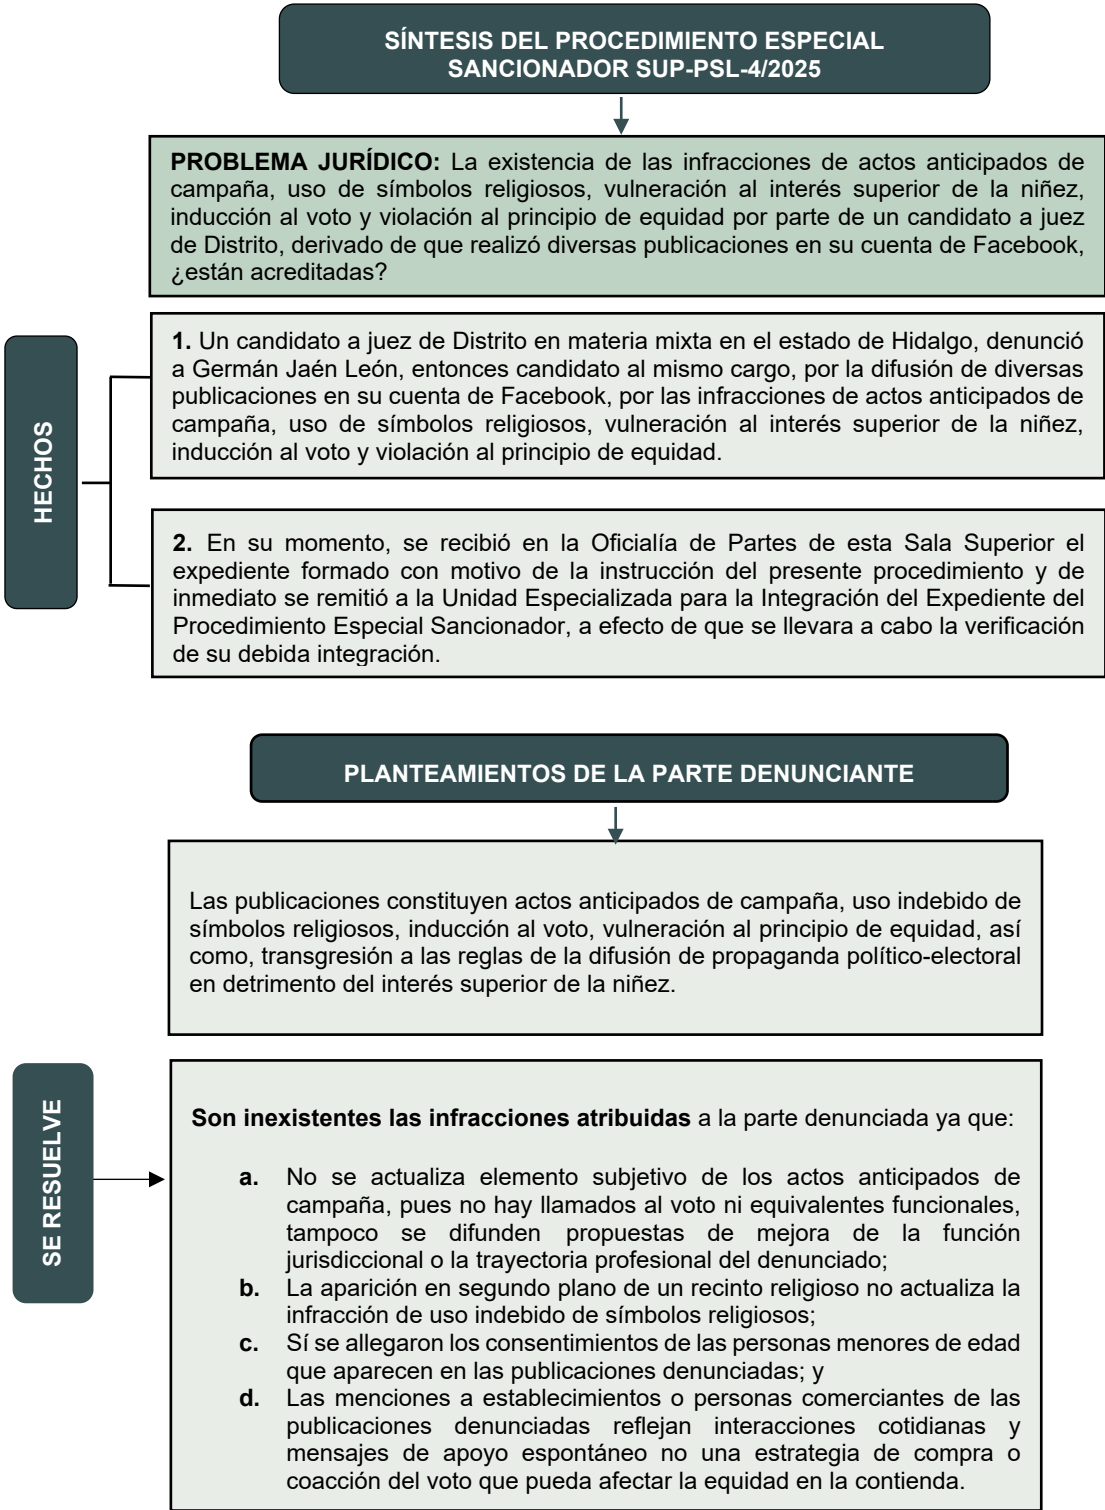 SÍNTESIS DEL PROCEDIMIENTO ESPECIAL
SANCIONADOR SUP-PSL-4/2025
PROBLEMA JURÍDICO: La existencia de las infracciones de actos anticipados de
campaña, uso de símbolos religiosos, vulneración al interés superior de la niñez,
inducción al voto y violación al principio de equidad por parte de un candidato a juez
de Distrito, derivado de que realizó diversas publicaciones en su cuenta de Facebook,
¿están acreditadas?
HECHOS
1. Un candidato a juez de Distrito en materia mixta en el estado de Hidalgo, denunció
a Germán Jaén León, entonces candidato al mismo cargo, por la difusión de diversas
publicaciones en su cuenta de Facebook, por las infracciones de actos anticipados de
campaña, uso de símbolos religiosos, vulneración al interés superior de la niñez,
inducción al voto y violación al principio de equidad.
2. En su momento, se recibió en la Oficialía de Partes de esta Sala Superior el
expediente formado con motivo de la instrucción del presente procedimiento y de
inmediato se remitió a la Unidad Especializada para la Integración del Expediente del
Procedimiento Especial Sancionador, a efecto de que se llevara a cabo la verificación
de su debida integración.
PLANTEAMIENTOS DE LA PARTE DENUNCIANTE
Las publicaciones constituyen actos anticipados de campaña, uso indebido de
símbolos religiosos, inducción al voto, vulneración al principio de equidad, así
como, transgresión a las reglas de la difusión de propaganda político-electoral
en detrimento del interés superior de la niñez.
SE RESUELVE
Son inexistentes las infracciones atribuidas a la parte denunciada ya que:
a. No se actualiza elemento subjetivo de los actos anticipados de
campaña, pues no hay llamados al voto ni equivalentes funcionales,
tampoco se difunden propuestas de mejora de la función
jurisdiccional o la trayectoria profesional del denunciado;
b. La aparición en segundo plano de un recinto religioso no actualiza la
infracción de uso indebido de símbolos religiosos;
c. Sí se allegaron los consentimientos de las personas menores de edad
que aparecen en las publicaciones denunciadas; y
d. Las menciones a establecimientos o personas comerciantes de las
publicaciones denunciadas reflejan interacciones cotidianas y
mensajes de apoyo espontáneo no una estrategia de compra o
coacción del voto que pueda afectar la equidad en la contienda.